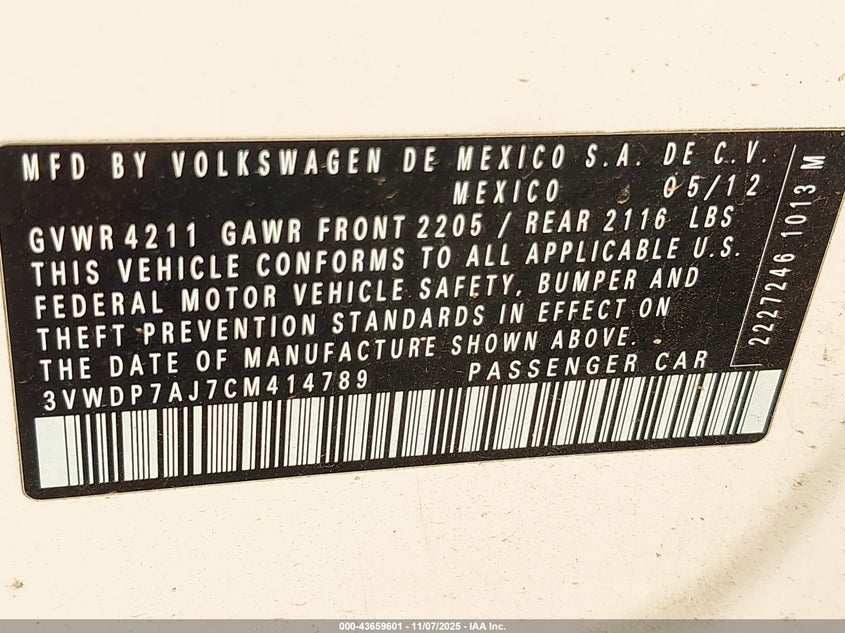 MFD BY VOLKSWAGEN DE MEXICO S.A. DE C.V.
MEXICO 05/12
GVWR 4211 GAWR FRONT 2205 / REAR 2116 LBS
THIS VEHICLE CONFORMS TO ALL APPLICABLE U.S.
FEDERAL MOTOR VEHICLE SAFETY, BUMPER AND
THEFT PREVENTION STANDARDS IN EFFECT ON
THE DATE OF MANUFACTURE SHOWN ABOVE.
3VWDP7AJ7CM414789 PASSENGER CAR
2227246 1013 M
000-43659601 - 11/07/2025 - IAA Inc.